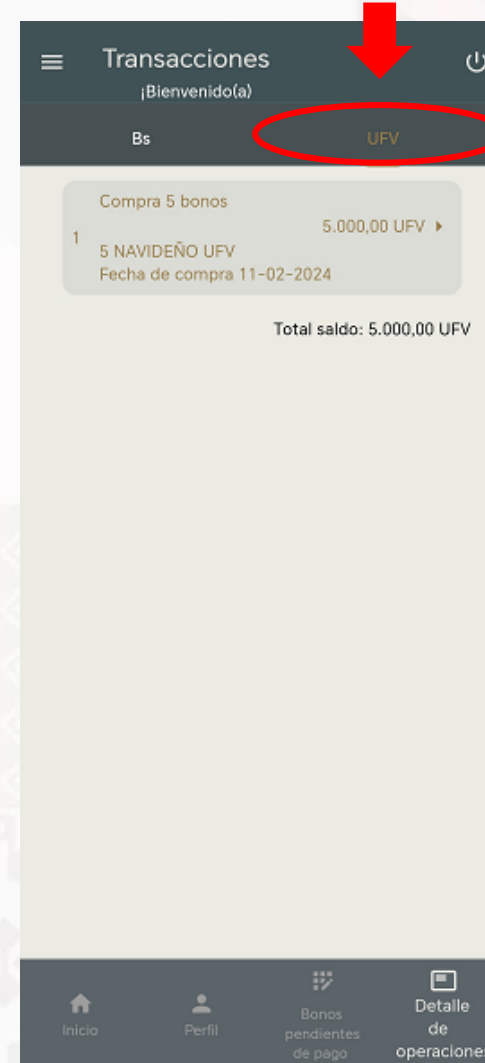 Transacciones
¡Bienvenido(a)
Bs
UFV
Compra 5 bonos
5.000,00 UFV
1
5 NAVIDEÑO UFV
Fecha de compra 11-02-2024
Total saldo: 5.000,00 UFV
Inicio
Perfil
Bonos
pendientes
de pago
Detalle
de
operaciones